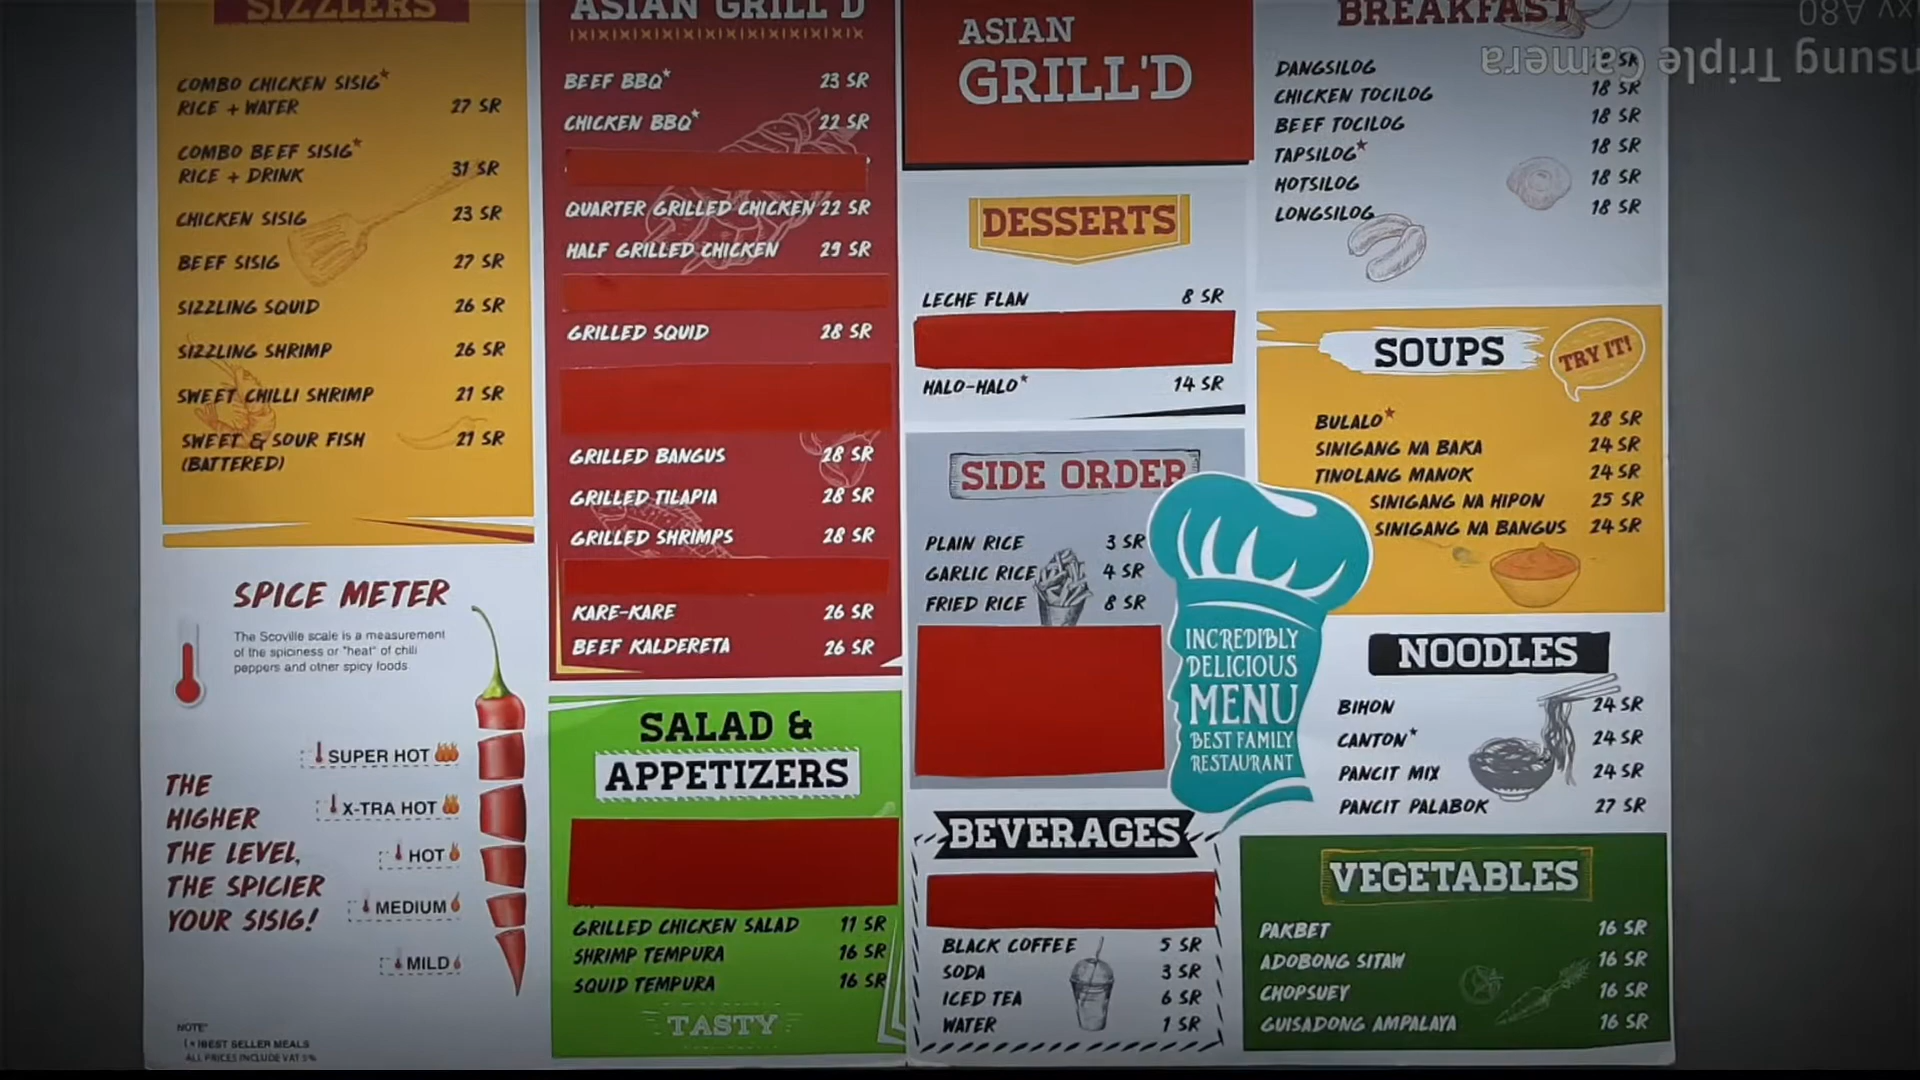 SIZZLERS
COMBO CHICKEN SISIG*
RICE + WATER 27 SR
COMBO BEEF SISIG*
RICE + DRINK 31 SR
CHICKEN SISIG 23 SR
BEEF SISIG 27 SR
SIZZLING SQUID 26 SR
SIZZLING SHRIMP 26 SR
SWEET CHILLI SHRIMP 21 SR
SWEET & SOUR FISH 21 SR
(BATTERED)
SPICE METER
The Scoville scale is a measurement
of the spiciness or "heat" of chili
peppers and other spicy foods
THE
HIGHER
THE LEVEL,
THE SPICIER
YOUR SISIG!
SUPER HOT
X-TRA HOT
HOT
MEDIUM
MILD
NOTE*
(*)BEST SELLER MEALS
ALL PRICES INCLUDE VAT 5%
ASIAN GRILL'D
BEEF BBQ* 23 SR
CHICKEN BBQ* 22 SR
QUARTER GRILLED CHICKEN 22 SR
HALF GRILLED CHICKEN 29 SR
GRILLED SQUID 28 SR
GRILLED BANGUS 28 SR
GRILLED TILAPIA 28 SR
GRILLED SHRIMPS 28 SR
KARE-KARE 26 SR
BEEF KALDERETA 26 SR
SALAD &
APPETIZERS
GRILLED CHICKEN SALAD 11 SR
SHRIMP TEMPURA 16 SR
SQUID TEMPURA 16 SR
TASTY
ASIAN
GRILL'D
DESSERTS
LECHE FLAN 8 SR
HALO-HALO* 14 SR
SIDE ORDER
PLAIN RICE 3 SR
GARLIC RICE 4 SR
FRIED RICE 8 SR
INCREDIBLY
DELICIOUS
MENU
BEST FAMILY
RESTAURANT
BEVERAGES
BLACK COFFEE 5 SR
SODA 3 SR
ICED TEA 6 SR
WATER 1 SR
BREAKFAST
DANGSILOG SR
CHICKEN TOCILOG 18 SR
BEEF TOCILOG 18 SR
TAPSILOG* 18 SR
HOTSILOG 18 SR
LONGSILOG 18 SR
SOUPS
TRY IT!
BULALO* 28 SR
SINIGANG NA BAKA 24 SR
TINOLANG MANOK 24 SR
SINIGANG NA HIPON 25 SR
SINIGANG NA BANGUS 24 SR
NOODLES
BIHON 24 SR
CANTON* 24 SR
PANCIT MIX 24 SR
PANCIT PALABOK 27 SR
VEGETABLES
PAKBET 16 SR
ADOBONG SITAW 16 SR
CHOPSUEY 16 SR
GUISADONG AMPALAYA 16 SR
Triple Camera
A80